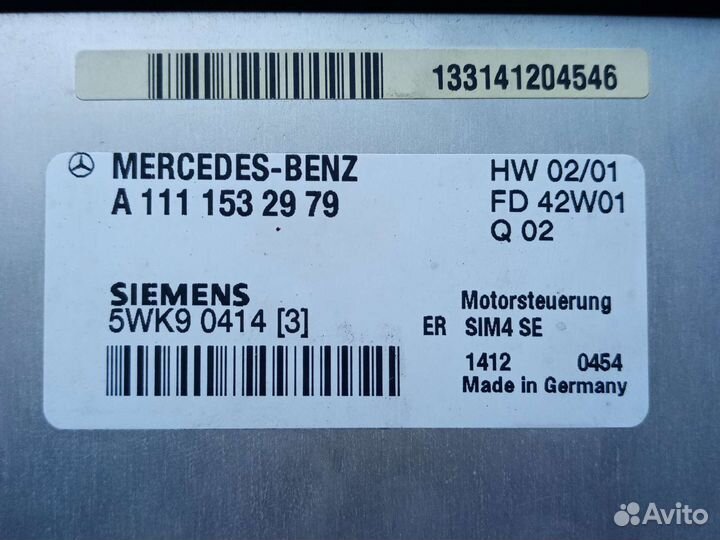 133141204546
MERCEDES-BENZ
A 111 153 29 79
HW 02/01
FD 42W01
Q 02
SIEMENS
5WK9 0414 [3]
Motorsteuerung
ER SIM4 SE
1412 0454
Made in Germany
Avito